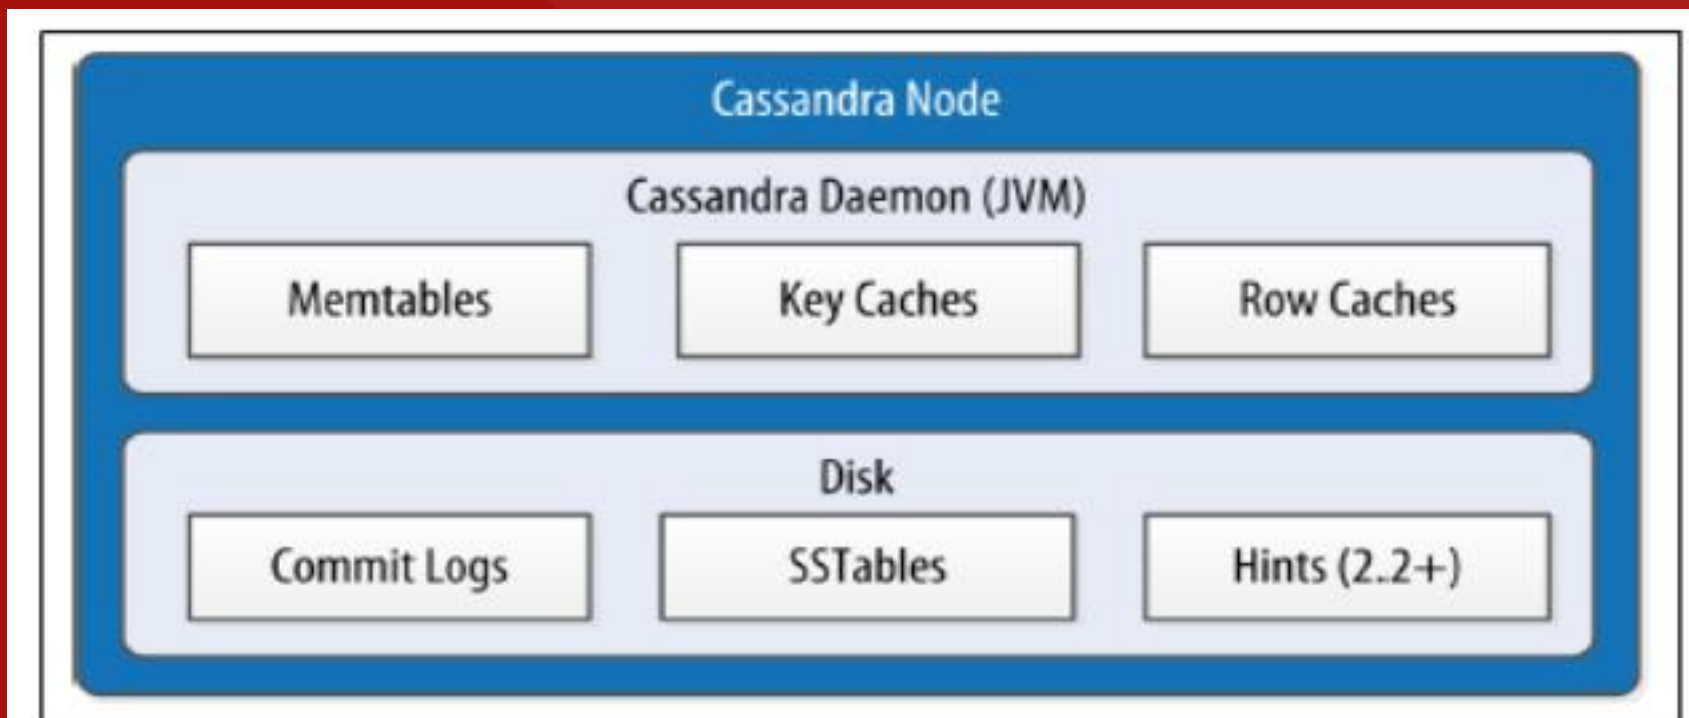 Cassandra Node
Cassandra Daemon (JVM)
Memtables
Key Caches
Row Caches
Disk
Commit Logs
SSTables
Hints (2.2+)